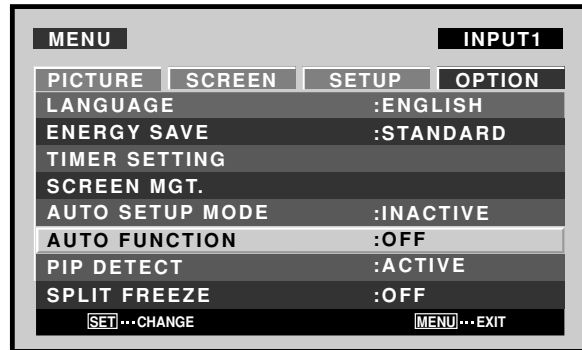 MENU INPUT1
PICTURE SCREEN SETUP OPTION
LANGUAGE :ENGLISH
ENERGY SAVE :STANDARD
TIMER SETTING
SCREEN MGT.
AUTO SETUP MODE :INACTIVE
AUTO FUNCTION :OFF
PIP DETECT :ACTIVE
SPLIT FREEZE :OFF
SET ··· CHANGE MENU ··· EXIT